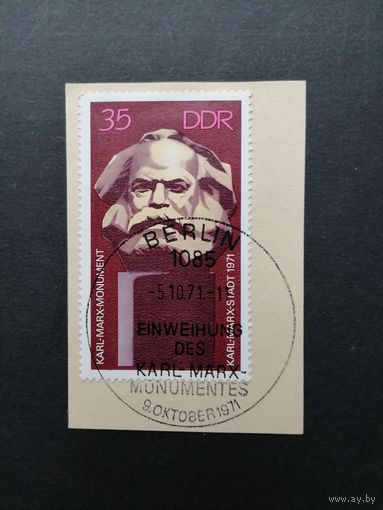 35 DDR
KARL-MARX-MONUMENT
KARL-MARX-STADT 1971
BERLIN
1085
-5.10.71.-1
EINWEIHUNG
DES
KARL-MARX-
MONUMENTES
9.OKTOBER 1971
www.ay.by